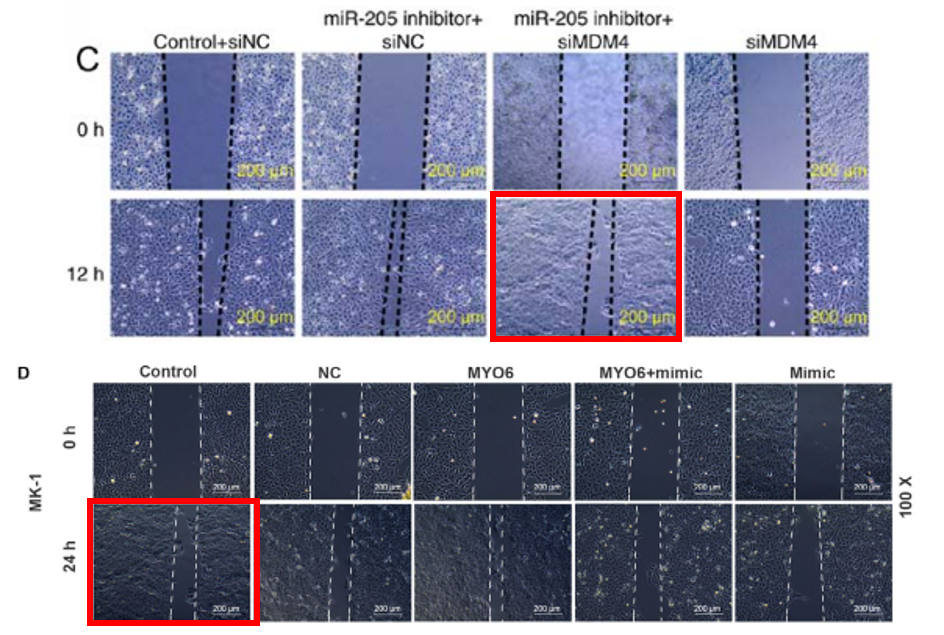 miR-205 inhibitor+ miR-205 inhibitor+
C Control+siNC siNC siMDM4 siMDM4
0 h
200 µm 200 µm 200 µm 200 µm
12 h
200 µm 200 µm 200 µm 200 µm
D Control NC MYO6 MYO6+mimic Mimic
0 h
200 µm 200 µm 200 µm 200 µm 200 µm
MK-1
100 X
24 h
200 µm 200 µm 200 µm 200 µm 200 µm